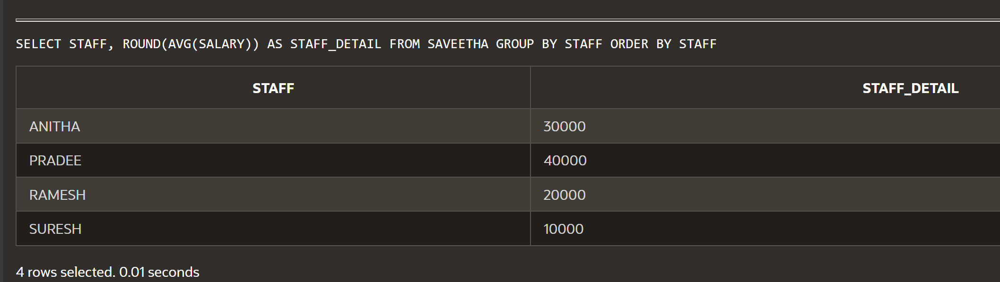 SELECT STAFF, ROUND(AVG(SALARY)) AS STAFF_DETAIL FROM SAVEETHA GROUP BY STAFF ORDER BY STAFF
STAFF STAFF_DETAIL
ANITHA 30000
PRADEE 40000
RAMESH 20000
SURESH 10000
4 rows selected. 0.01 seconds